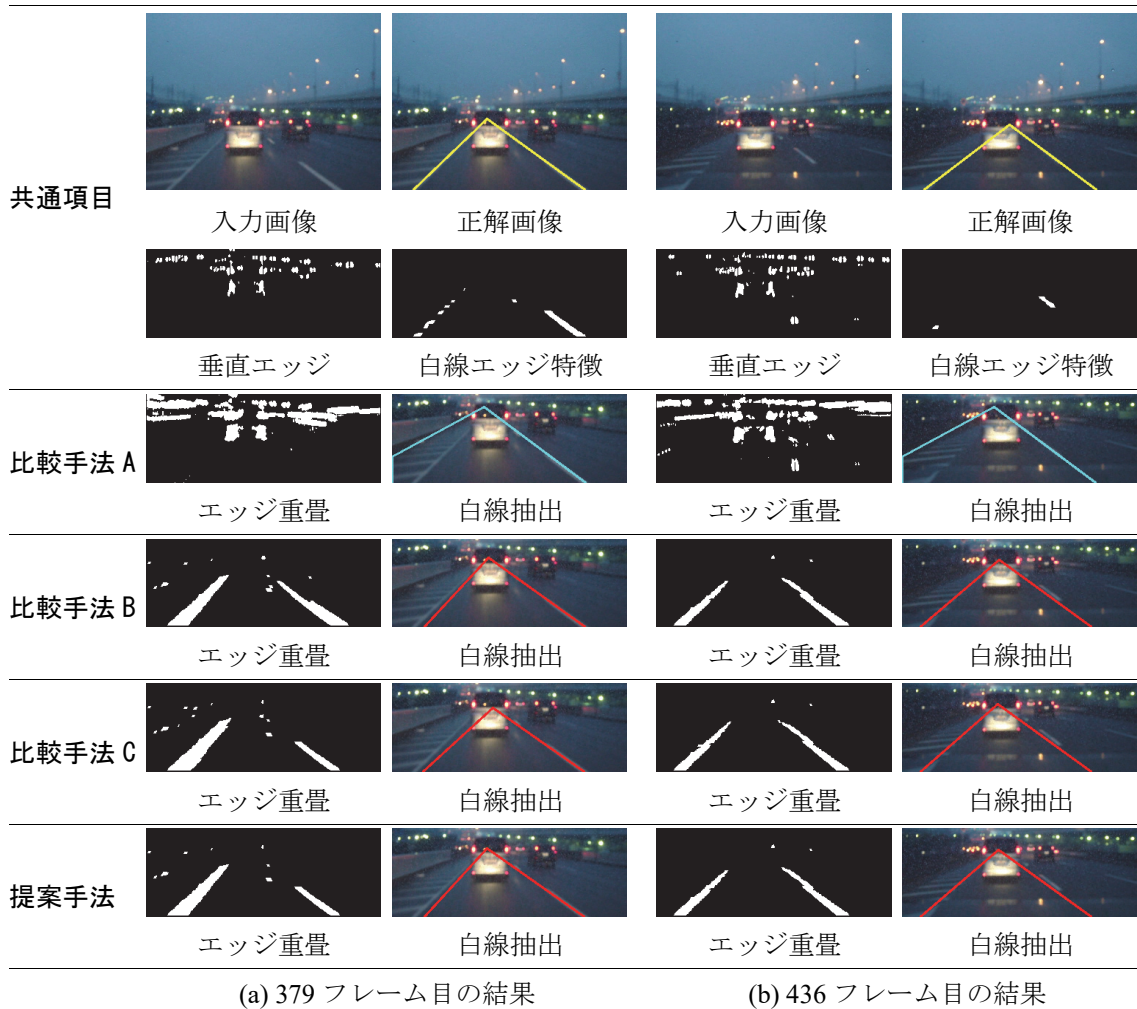 共通項目
入力画像 正解画像 入力画像 正解画像
垂直エッジ 白線エッジ特徴 垂直エッジ 白線エッジ特徴
比較手法 A
エッジ重畳 白線抽出 エッジ重畳 白線抽出
比較手法 B
エッジ重畳 白線抽出 エッジ重畳 白線抽出
比較手法 C
エッジ重畳 白線抽出 エッジ重畳 白線抽出
提案手法
エッジ重畳 白線抽出 エッジ重畳 白線抽出
(a) 379 フレーム目の結果 (b) 436 フレーム目の結果